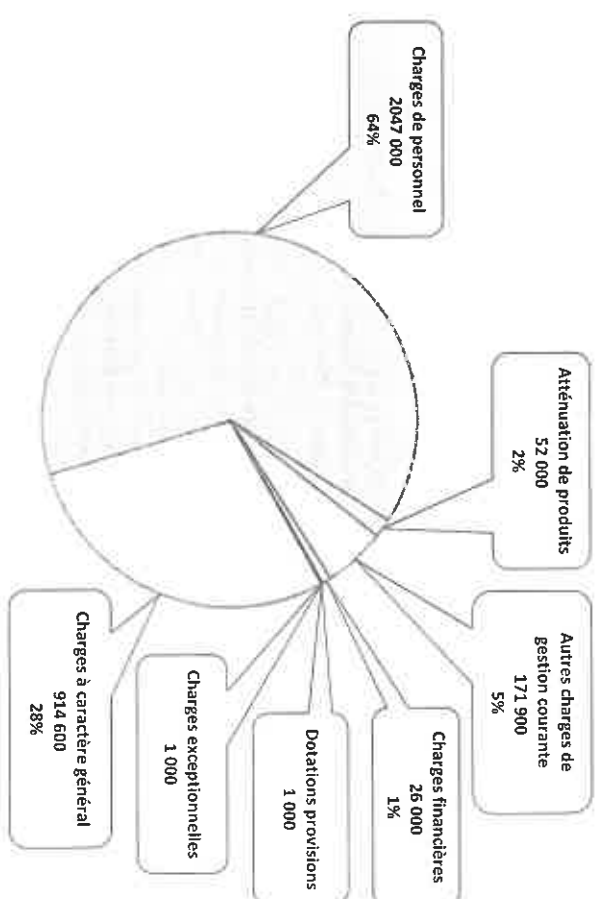 Atténuation de produits
52 000
2%
Autres charges de
gestion courante
171 900
5%
Charges financières
26 000
1%
Dotations provisions
1 000
Charges exceptionnelles
1 000
Charges à caractère général
914 600
28%
Charges de personnel
2047 000
64%